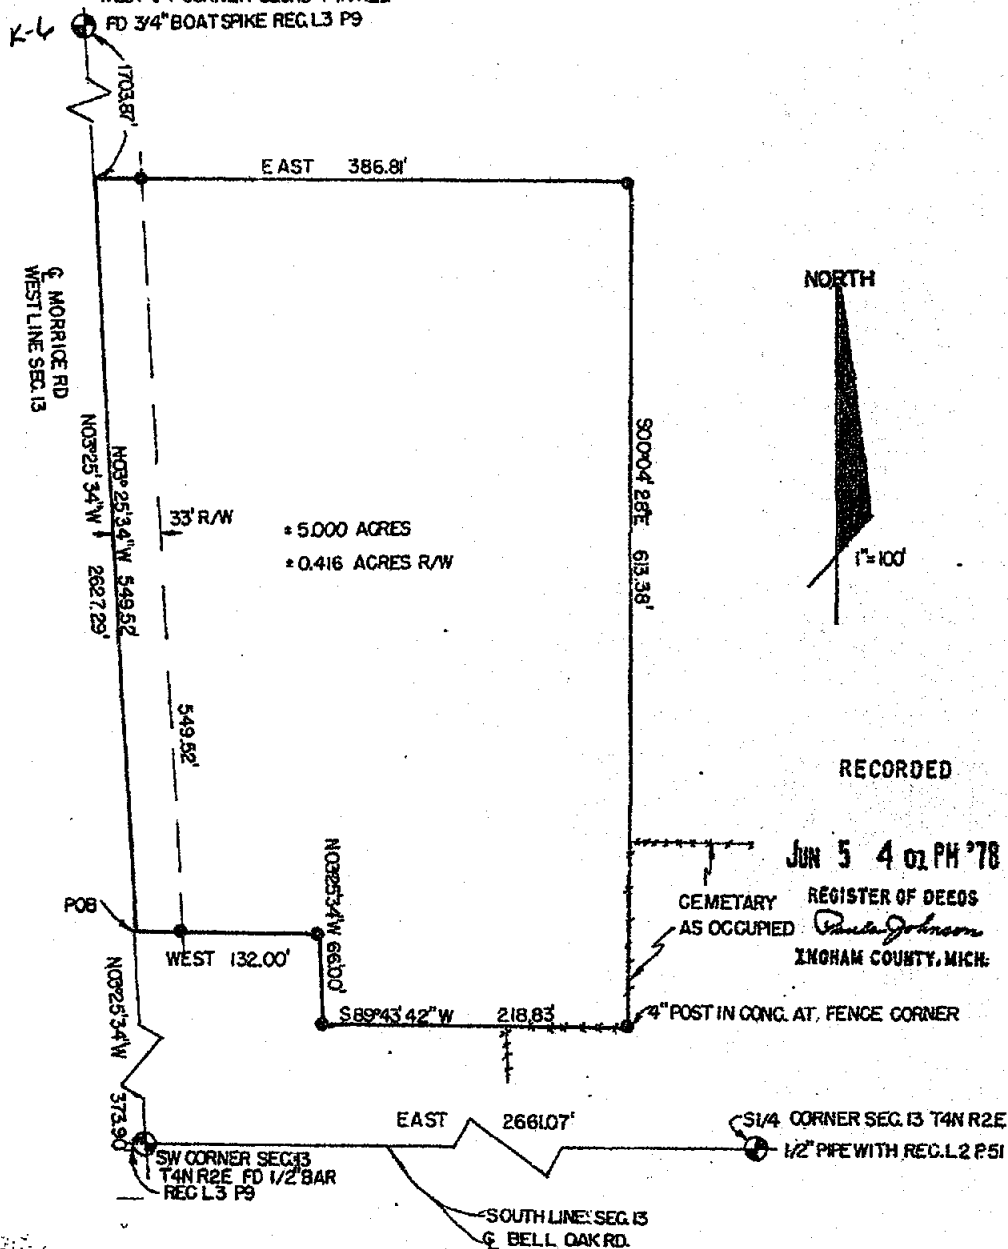 K-6
FD 3/4" BOATSPIKE REG. L3 P9
1703.87'
EAST 386.81'
℄ MORRICE RD
WEST LINE SEC. 13
N03°25'34"W 2627.29'
N03°25'34"W 549.52'
33' R/W
± 5.000 ACRES
± 0.416 ACRES R/W
S00°04'28"E 613.38'
NORTH
1"=100'
549.52'
RECORDED
JUN 5 4 01 PM '78
REGISTER OF DEEDS
Paula Johnson
INGHAM COUNTY, MICH.
CEMETARY
AS OCCUPIED
POB
WEST 132.00'
N03°25'34"W 66.00'
S89°43'42"W 218.83'
4" POST IN CONC. AT, FENCE CORNER
N03°25'34"W
373.90'
EAST 2661.07'
S1/4 CORNER SEC. 13 T4N R2E
1/2" PIPE WITH REG. L2 P.51
SW CORNER SEC. 13
T4N R2E FD 1/2" BAR
REG L3 P9
SOUTH LINE SEC. 13
℄ BELL OAK RD.